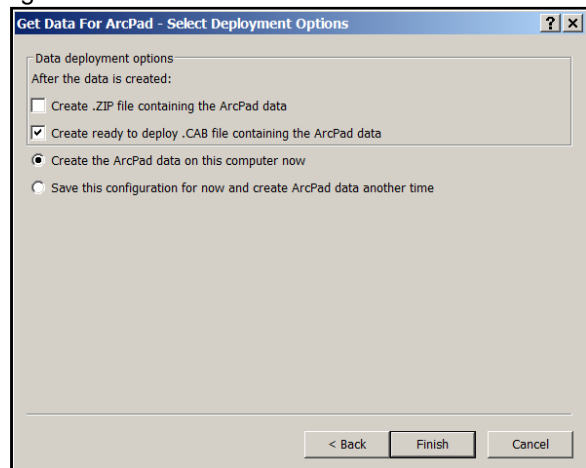 Get Data For ArcPad - Select Deployment Options
Data deployment options
After the data is created:
Create .ZIP file containing the ArcPad data
Create ready to deploy .CAB file containing the ArcPad data
Create the ArcPad data on this computer now
Save this configuration for now and create ArcPad data another time
< Back Finish Cancel